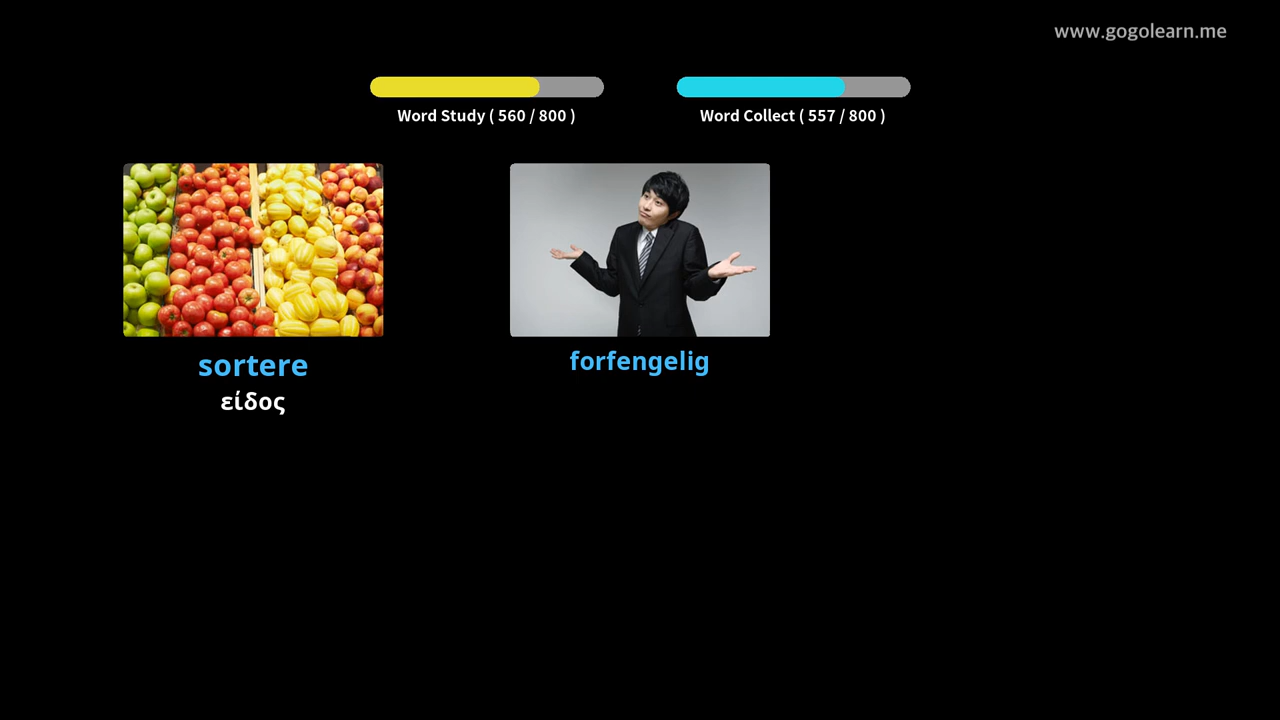 www.gogolearn.me
Word Study ( 560 / 800 )
Word Collect ( 557 / 800 )
sortere
είδος
forfengelig